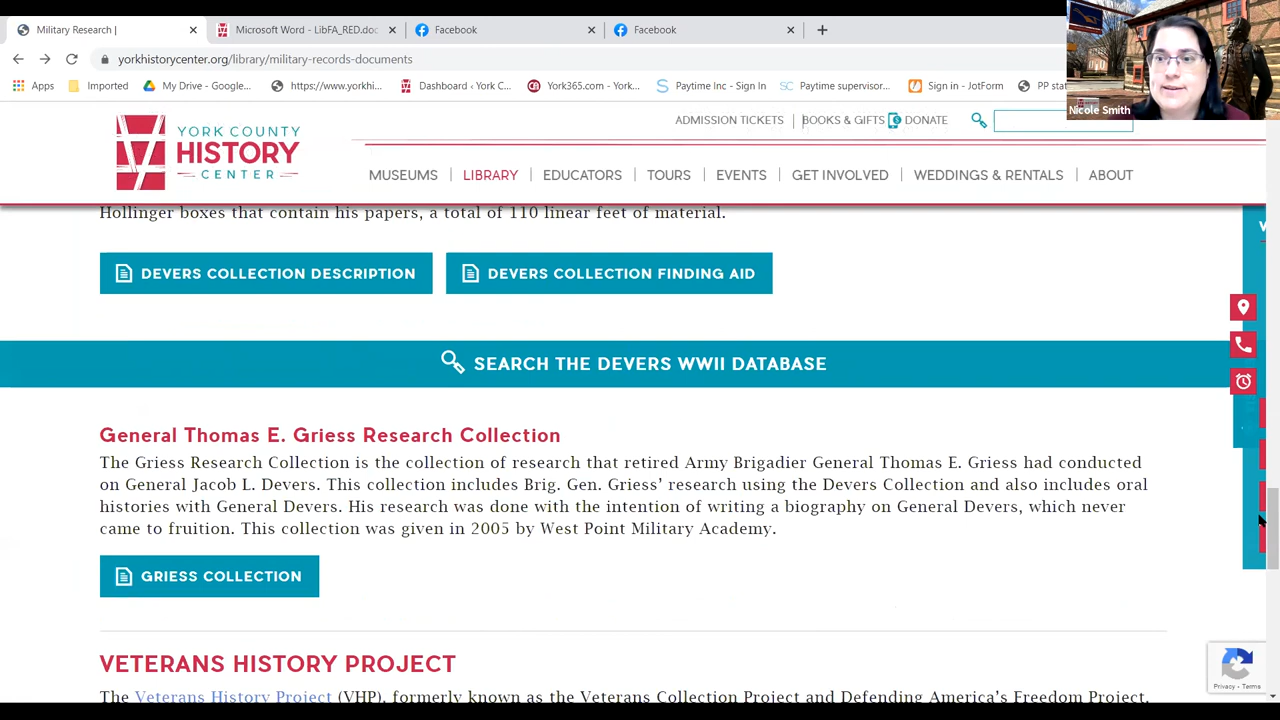 Military Research |
Microsoft Word - LibFA_RED.doc
Facebook
Facebook
yorkhistorycenter.org/library/military-records-documents
Apps
Imported
My Drive - Google...
https://www.yorkhi...
Dashboard ‹ York C...
York365.com - York...
Paytime Inc - Sign In
Paytime supervisor...
Sign in - JotForm
PP sta
Nicole Smith
YORK COUNTY
HISTORY
CENTER
ADMISSION TICKETS
BOOKS & GIFTS
DONATE
MUSEUMS
LIBRARY
EDUCATORS
TOURS
EVENTS
GET INVOLVED
WEDDINGS & RENTALS
ABOUT
Hollinger boxes that contain his papers, a total of 110 linear feet of material.
DEVERS COLLECTION DESCRIPTION
DEVERS COLLECTION FINDING AID
SEARCH THE DEVERS WWII DATABASE
General Thomas E. Griess Research Collection
The Griess Research Collection is the collection of research that retired Army Brigadier General Thomas E. Griess had conducted
on General Jacob L. Devers. This collection includes Brig. Gen. Griess’ research using the Devers Collection and also includes oral
histories with General Devers. His research was done with the intention of writing a biography on General Devers, which never
came to fruition. This collection was given in 2005 by West Point Military Academy.
GRIESS COLLECTION
VETERANS HISTORY PROJECT
The Veterans History Project (VHP), formerly known as the Veterans Collection Project and Defending America’s Freedom Project,
Privacy - Terms